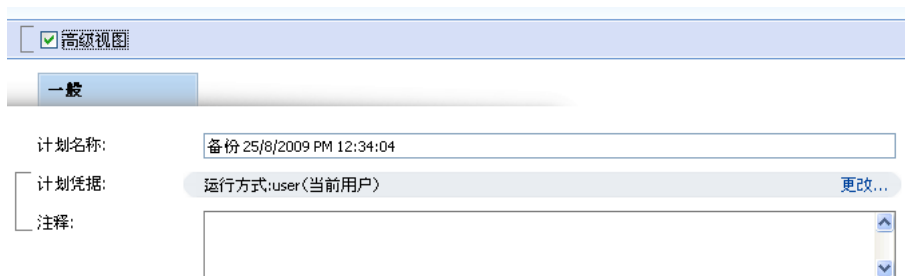 高级视图
一般
计划名称: 备份 25/8/2009 PM 12:34:04
计划凭据: 运行方式:user(当前用户) 更改...
注释: